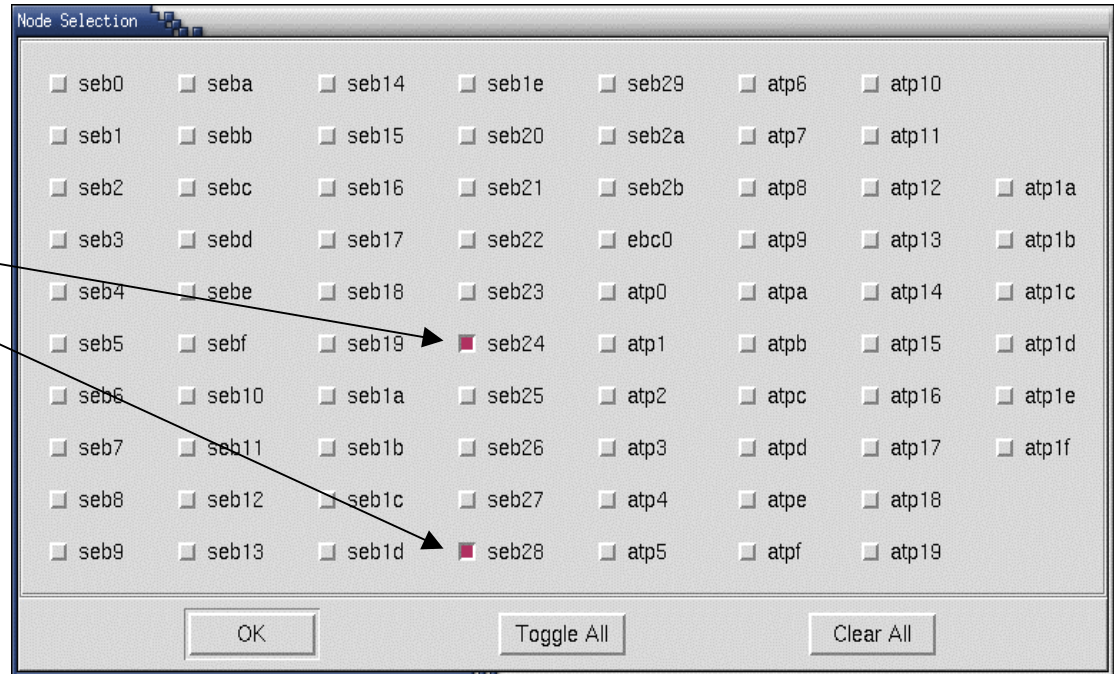 Node Selection
seb0 seba seb14 seb1e seb29 atp6 atp10
seb1 sebb seb15 seb20 seb2a atp7 atp11
seb2 sebc seb16 seb21 seb2b atp8 atp12 atp1a
seb3 sebd seb17 seb22 ebc0 atp9 atp13 atp1b
seb4 sebe seb18 seb23 atp0 atpa atp14 atp1c
seb5 sebf seb19 seb24 atp1 atpb atp15 atp1d
seb6 seb10 seb1a seb25 atp2 atpc atp16 atp1e
seb7 seb11 seb1b seb26 atp3 atpd atp17 atp1f
seb8 seb12 seb1c seb27 atp4 atpe atp18
seb9 seb13 seb1d seb28 atp5 atpf atp19
OK Toggle All Clear All